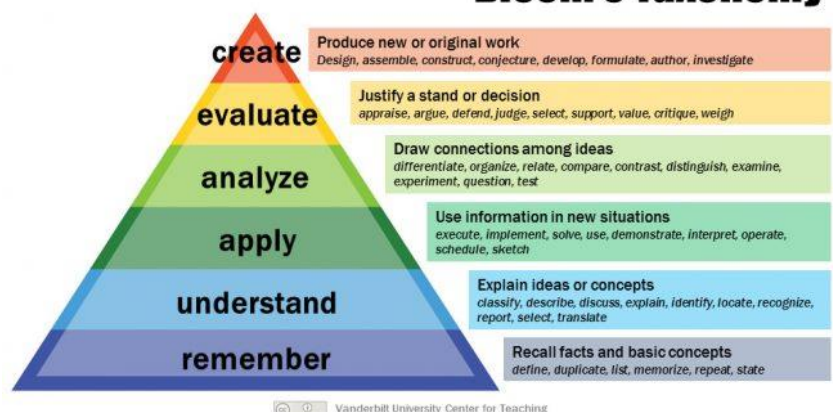 Bloom's Taxonomy
create
Produce new or original work
Design, assemble, construct, conjecture, develop, formulate, author, investigate
evaluate
Justify a stand or decision
appraise, argue, defend, judge, select, support, value, critique, weigh
analyze
Draw connections among ideas
differentiate, organize, relate, compare, contrast, distinguish, examine,
experiment, question, test
apply
Use information in new situations
execute, implement, solve, use, demonstrate, interpret, operate,
schedule, sketch
understand
Explain ideas or concepts
classify, describe, discuss, explain, identify, locate, recognize,
report, select, translate
remember
Recall facts and basic concepts
define, duplicate, list, memorize, repeat, state
cc
Vanderbilt University Center for Teaching